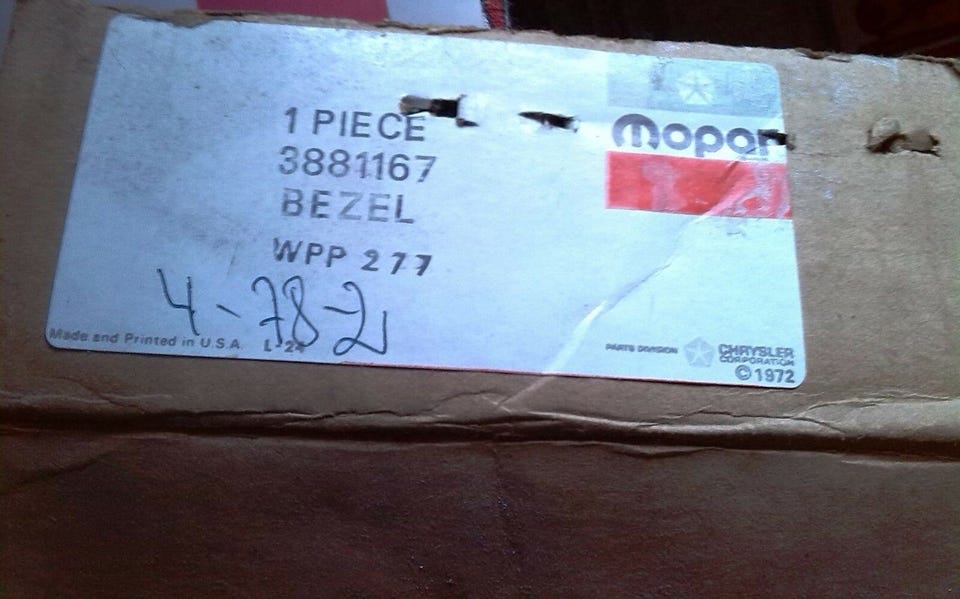 1 PIECE
3881167
BEZEL
WPP 277
4-78-2
Made and Printed in U.S.A. L-24
mopar
PARTS DIVISION
CHRYSLER
CORPORATION
© 1972